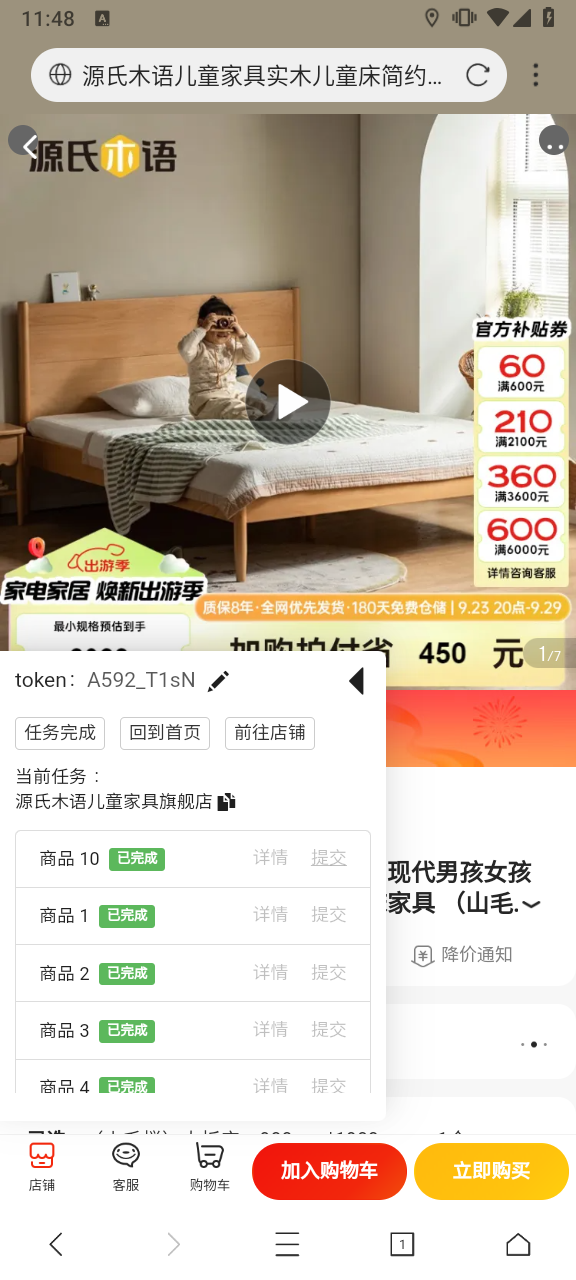 11:48
A
源氏木语儿童家具实木儿童床简约...
源氏木语
官方补贴券
60
满600元
210
满2100元
360
满3600元
600
满6000元
详情咨询客服
出游季
家电家居 焕新出游季
质保8年·全网优先发货·180天免费仓储 | 9.23 20点-9.29
最小规格预估到手
加购拍付省 450 元
1/7
token: A592_T1sN
任务完成 回到首页 前往店铺
当前任务：
源氏木语儿童家具旗舰店
商品 10 已完成 详情 提交
商品 1 已完成 详情 提交
商品 2 已完成 详情 提交
商品 3 已完成 详情 提交
商品 4 已完成 详情 提交
现代男孩女孩
家具 （山毛.
降价通知
店铺 客服 购物车 加入购物车 立即购买
1